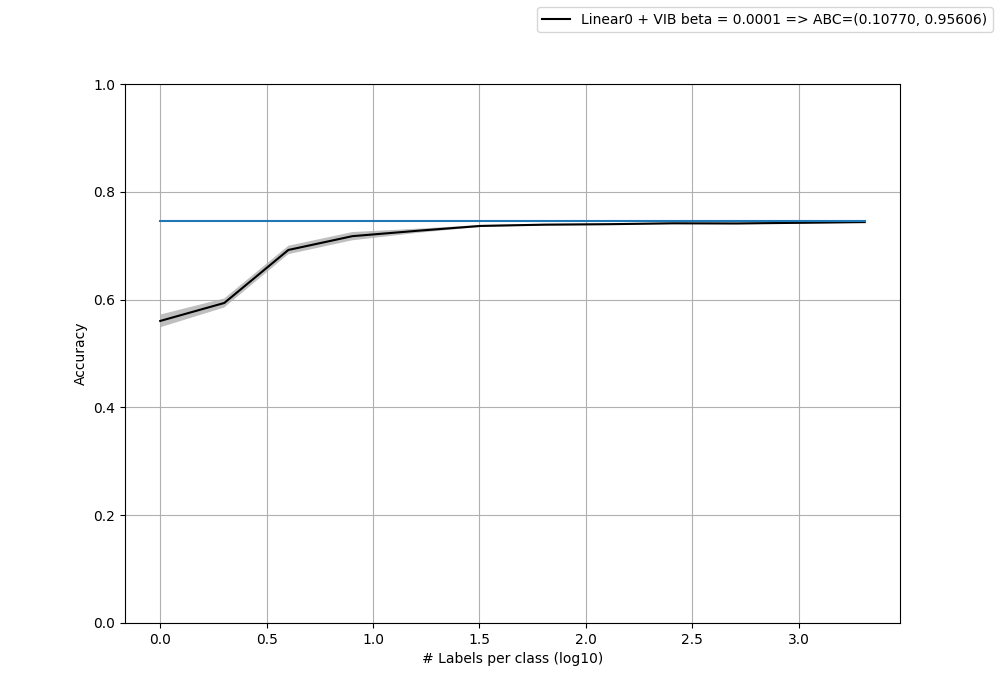 Linear0 + VIB beta = 0.0001 => ABC=(0.10770, 0.95606)
1.0
0.8
0.6
0.4
0.2
0.0
Accuracy
0.0 0.5 1.0 1.5 2.0 2.5 3.0
# Labels per class (log10)